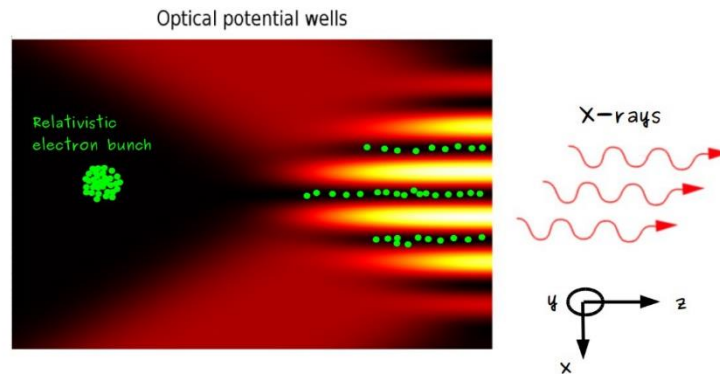 Optical potential wells
Relativistic
electron bunch
X-rays
y
z
x